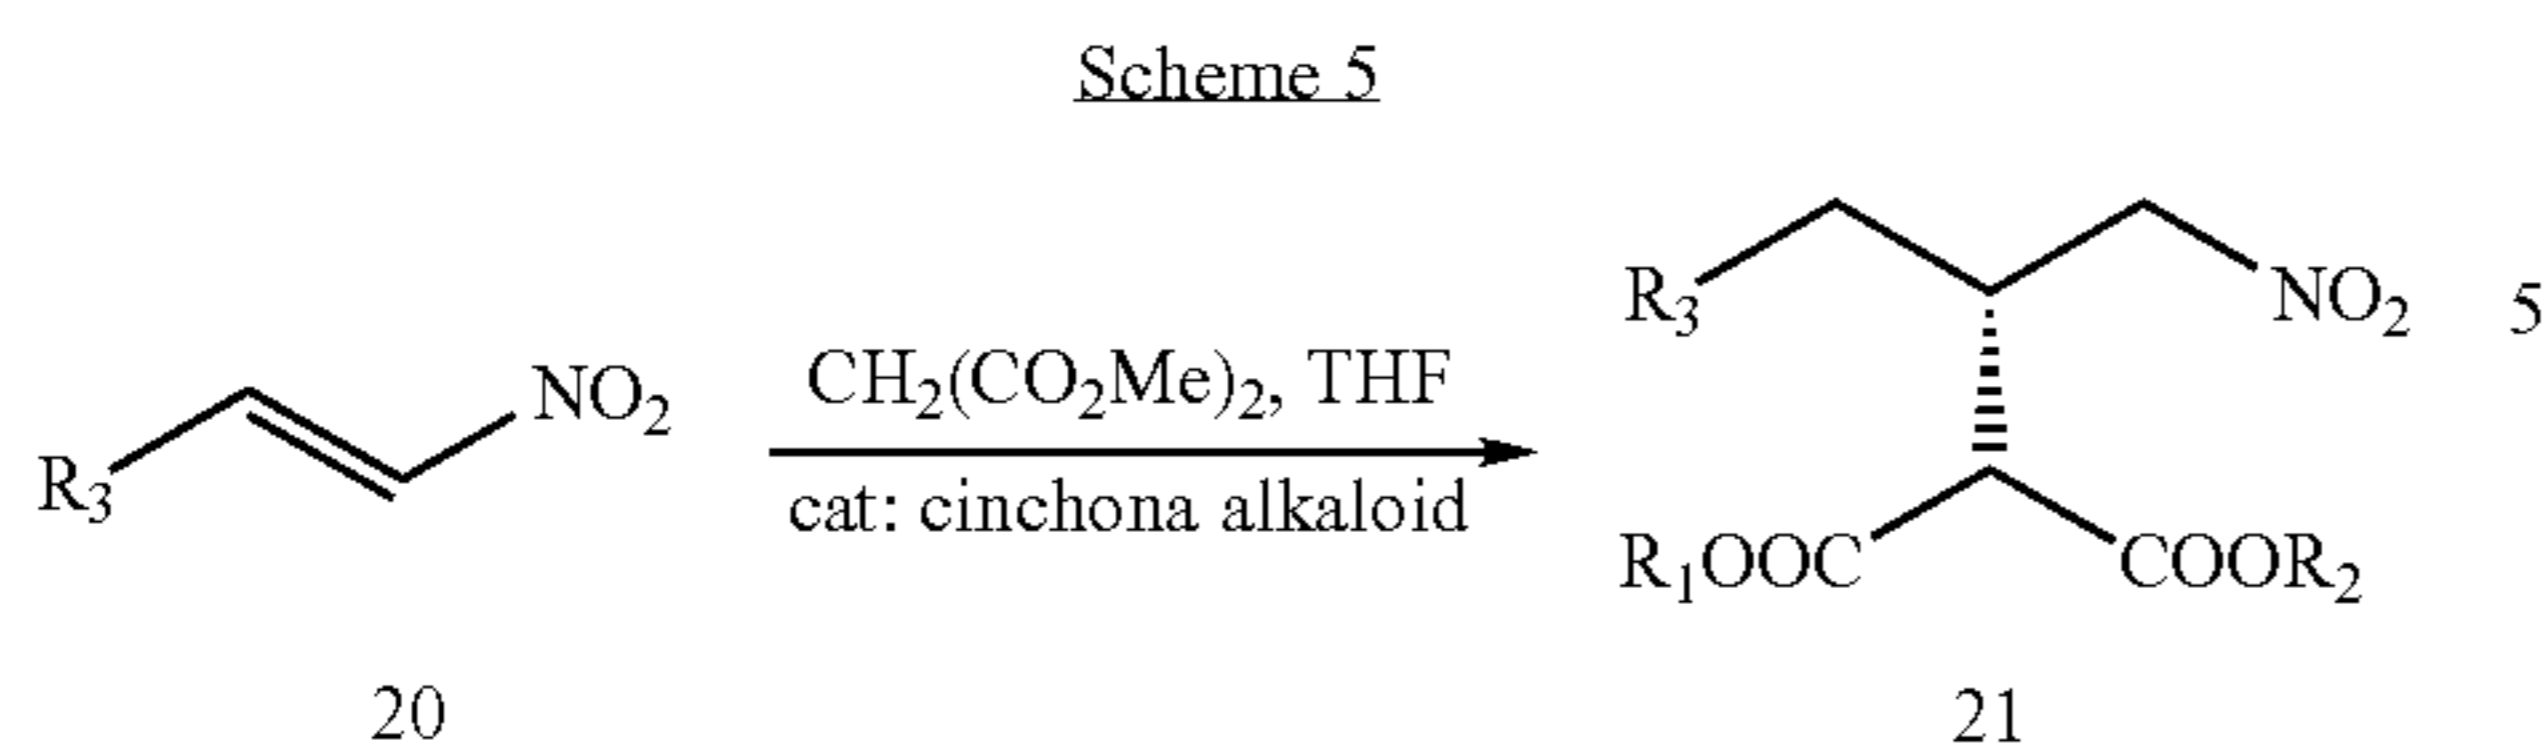 Scheme 5
R₃
NO₂
CH₂(CO₂Me)₂, THF
cat: cinchona alkaloid
R₃
NO₂
5
R₁OOC
COOR₂
20
21